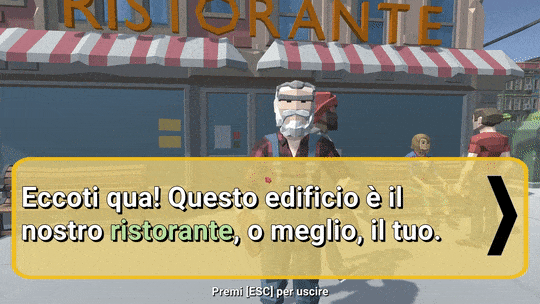 RISTORANTE
Eccoti qua! Questo edificio è il
nostro ristorante, o meglio, il tuo.
Premi [ESC] per uscire